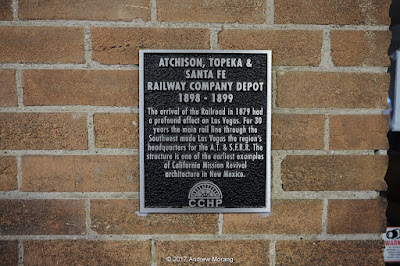 ATCHISON, TOPEKA &
SANTA FE
RAILWAY COMPANY DEPOT
1898 - 1899
The arrival of the Railroad in 1879 had
a profound effect on Las Vegas. For 30
years the main rail line through the
Southwest made Las Vegas the region's
headquarters for the A.T. & S.F.R.R. The
structure is one of the earliest examples
of California Mission Revival
architecture in New Mexico.
CCHP
© 2017 Andrew Morang
WARNING